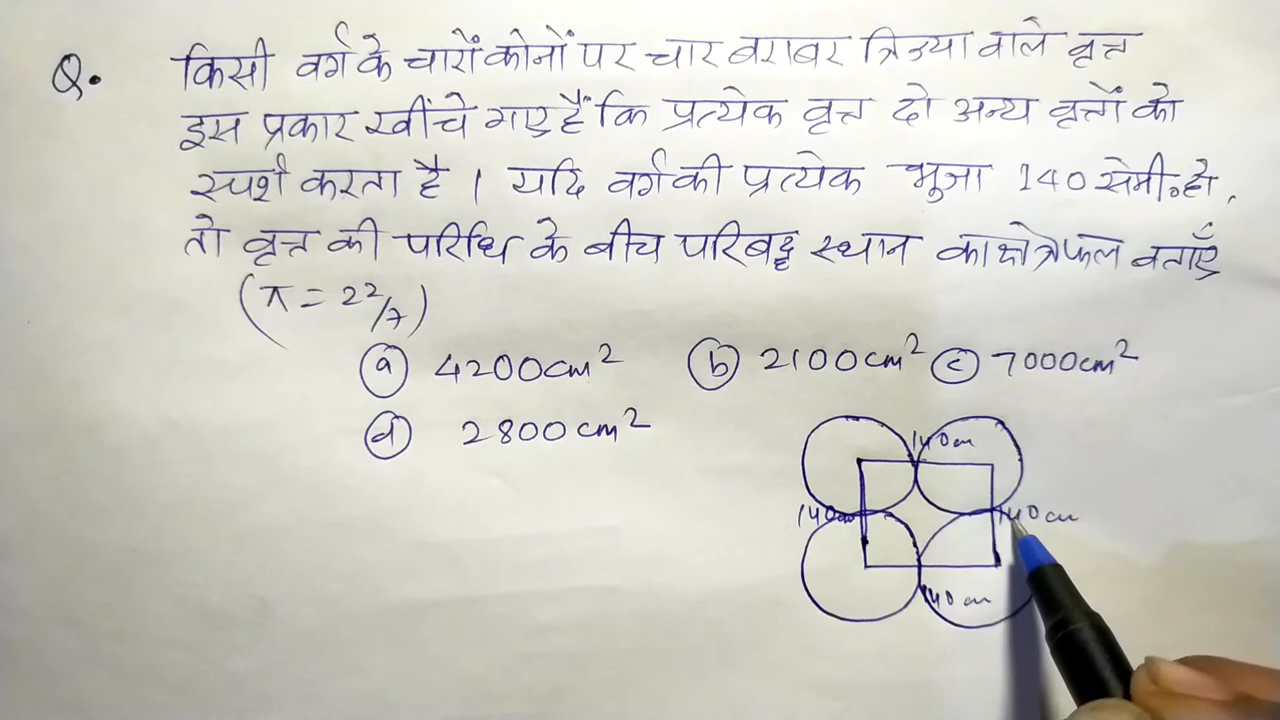 Q. किसी वर्ग के चारों कोनों पर चार बराबर त्रिज्या वाले वृत्त
इस प्रकार खींचे गए हैं कि प्रत्येक वृत्त दो अन्य वृत्तों को
स्पर्श करता है । यदि वर्ग की प्रत्येक भुजा 140 सेमी. हो,
तो वृत्त की परिधि के बीच परिबद्ध स्थान का क्षेत्रफल बताएँ
(π = 22/7)
(a) 4200cm² (b) 2100cm² (c) 7000cm²
(d) 2800cm²
140cm
140cm 140cm
140cm